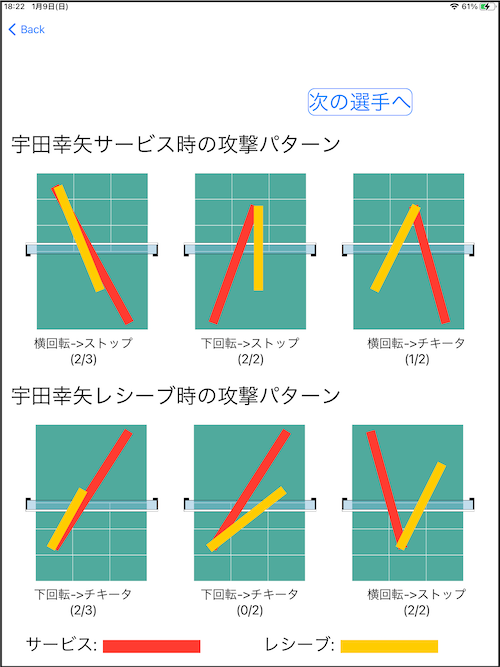 18:22 1月9日(日) 61%
Back
次の選手へ
宇田幸矢サービス時の攻撃パターン
横回転->ストップ 下回転->ストップ 横回転->チキータ
(2/3) (2/2) (1/2)
宇田幸矢レシーブ時の攻撃パターン
下回転->チキータ 下回転->チキータ 横回転->ストップ
(2/3) (0/2) (2/2)
サービス: レシーブ: